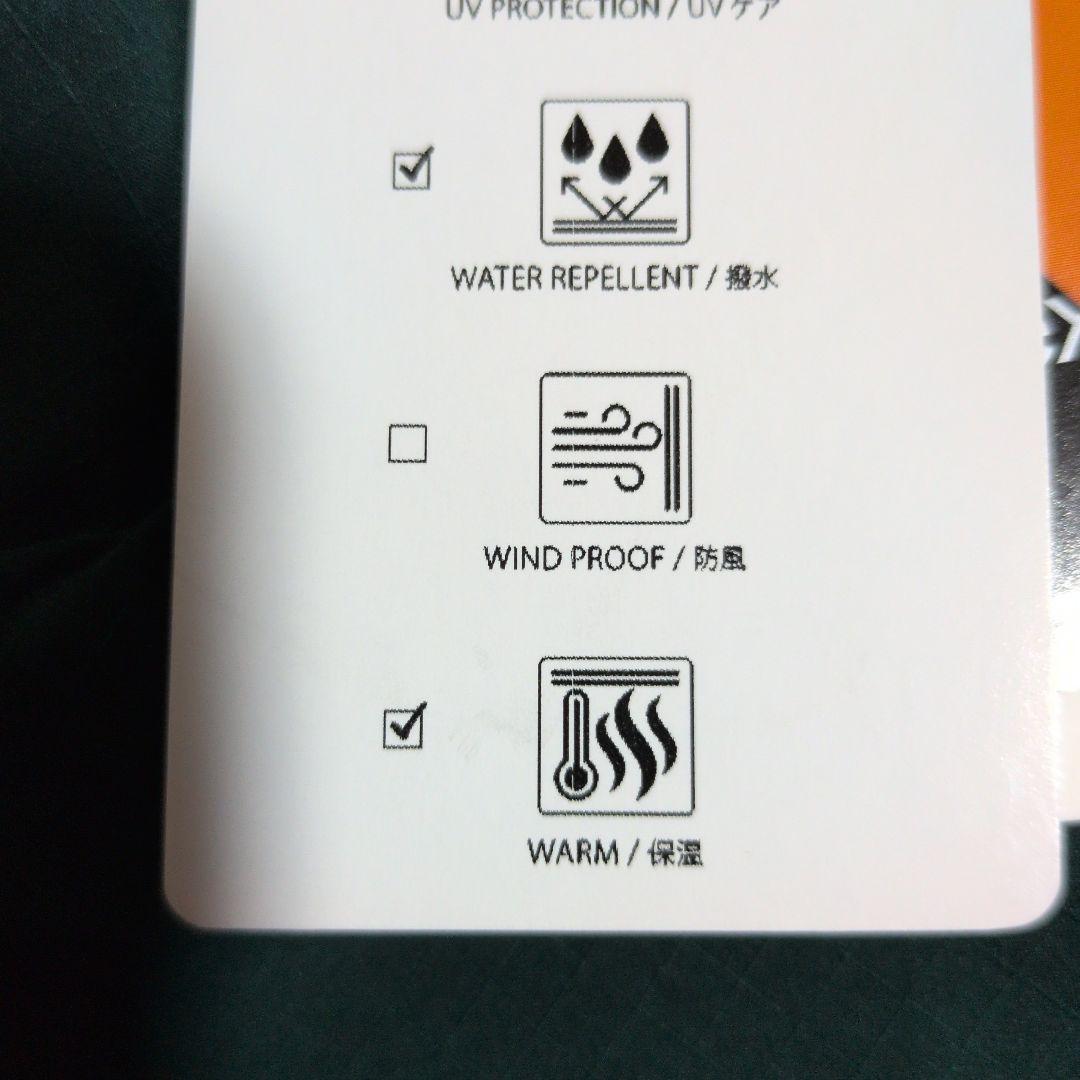 UV PROTECTION / UVケア
WATER REPELLENT / 撥水
WIND PROOF / 防風
WARM / 保温